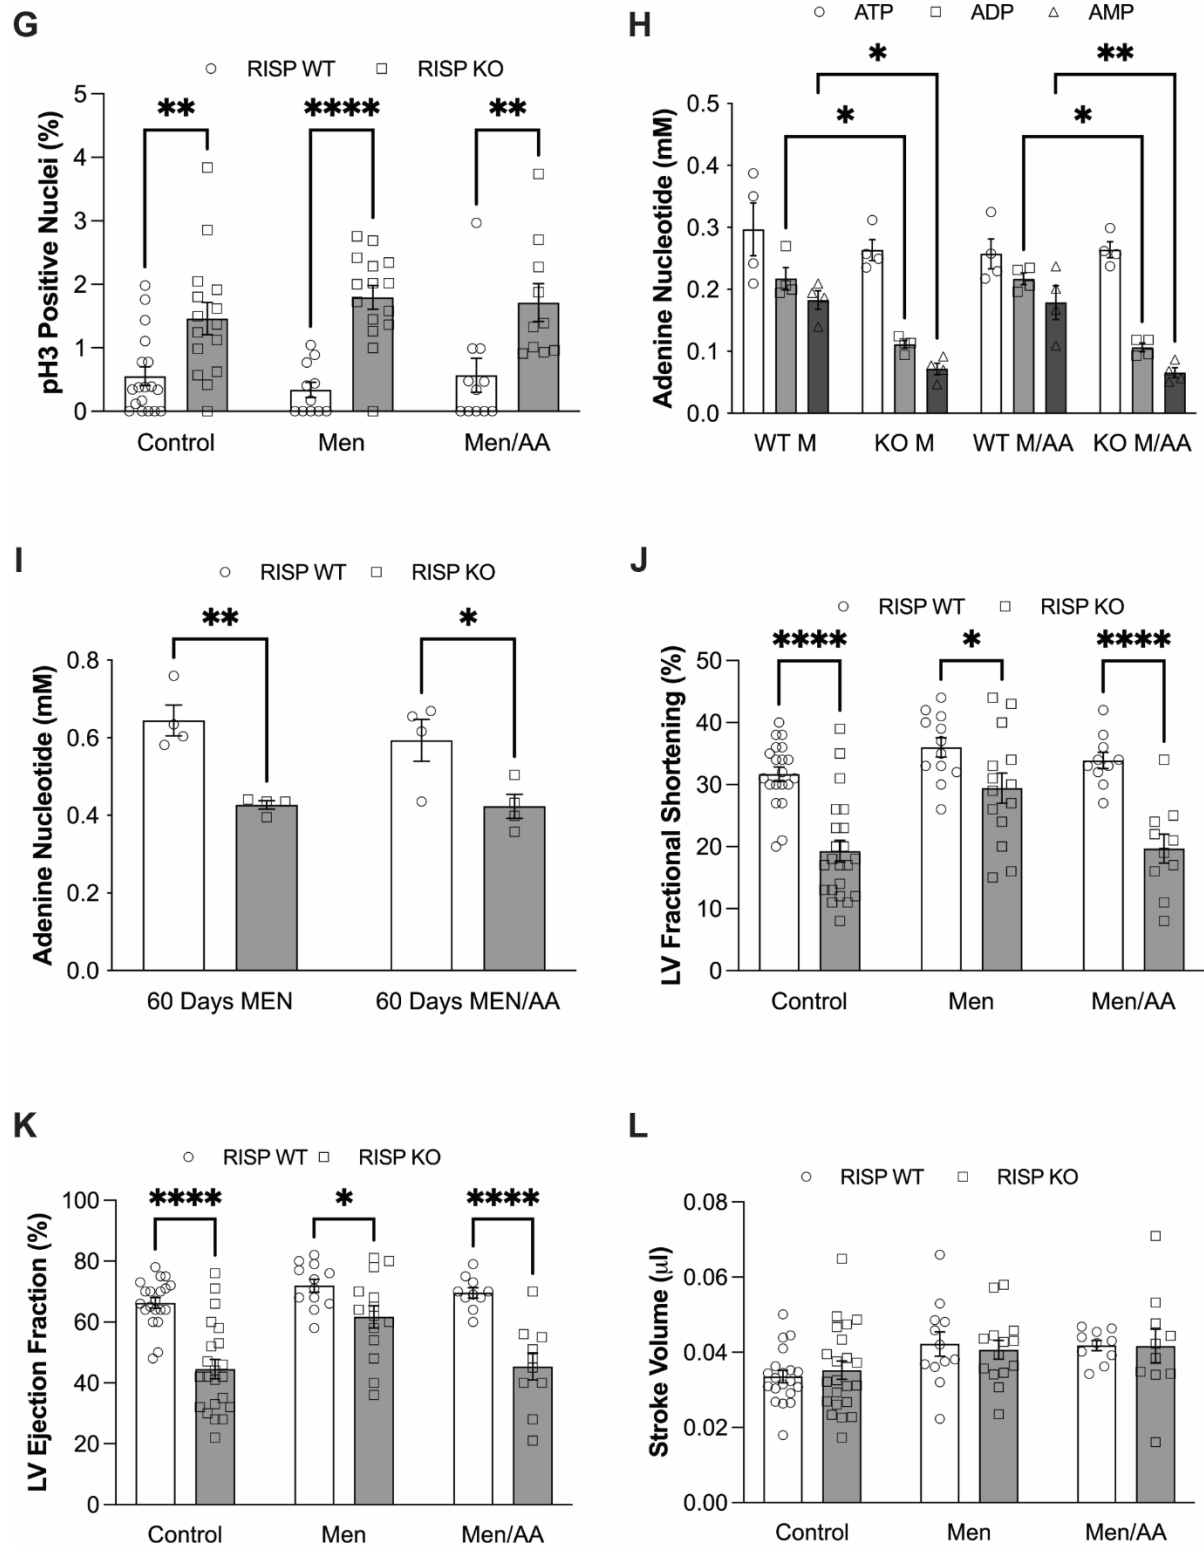 G
RISP WT RISP KO
** **** **
pH3 Positive Nuclei (%)
5
4
3
2
1
0
Control Men Men/AA
H
ATP ADP AMP
* **
* *
Adenine Nucleotide (mM)
0.5
0.4
0.3
0.2
0.1
0.0
WT M KO M WT M/AA KO M/AA
I
RISP WT RISP KO
** *
Adenine Nucleotide (mM)
0.8
0.6
0.4
0.2
0.0
60 Days MEN 60 Days MEN/AA
J
RISP WT RISP KO
**** * ****
LV Fractional Shortening (%)
50
40
30
20
10
0
Control Men Men/AA
K
RISP WT RISP KO
**** * ****
LV Ejection Fraction (%)
100
80
60
40
20
0
Control Men Men/AA
L
RISP WT RISP KO
Stroke Volume (µl)
0.08
0.06
0.04
0.02
0.00
Control Men Men/AA